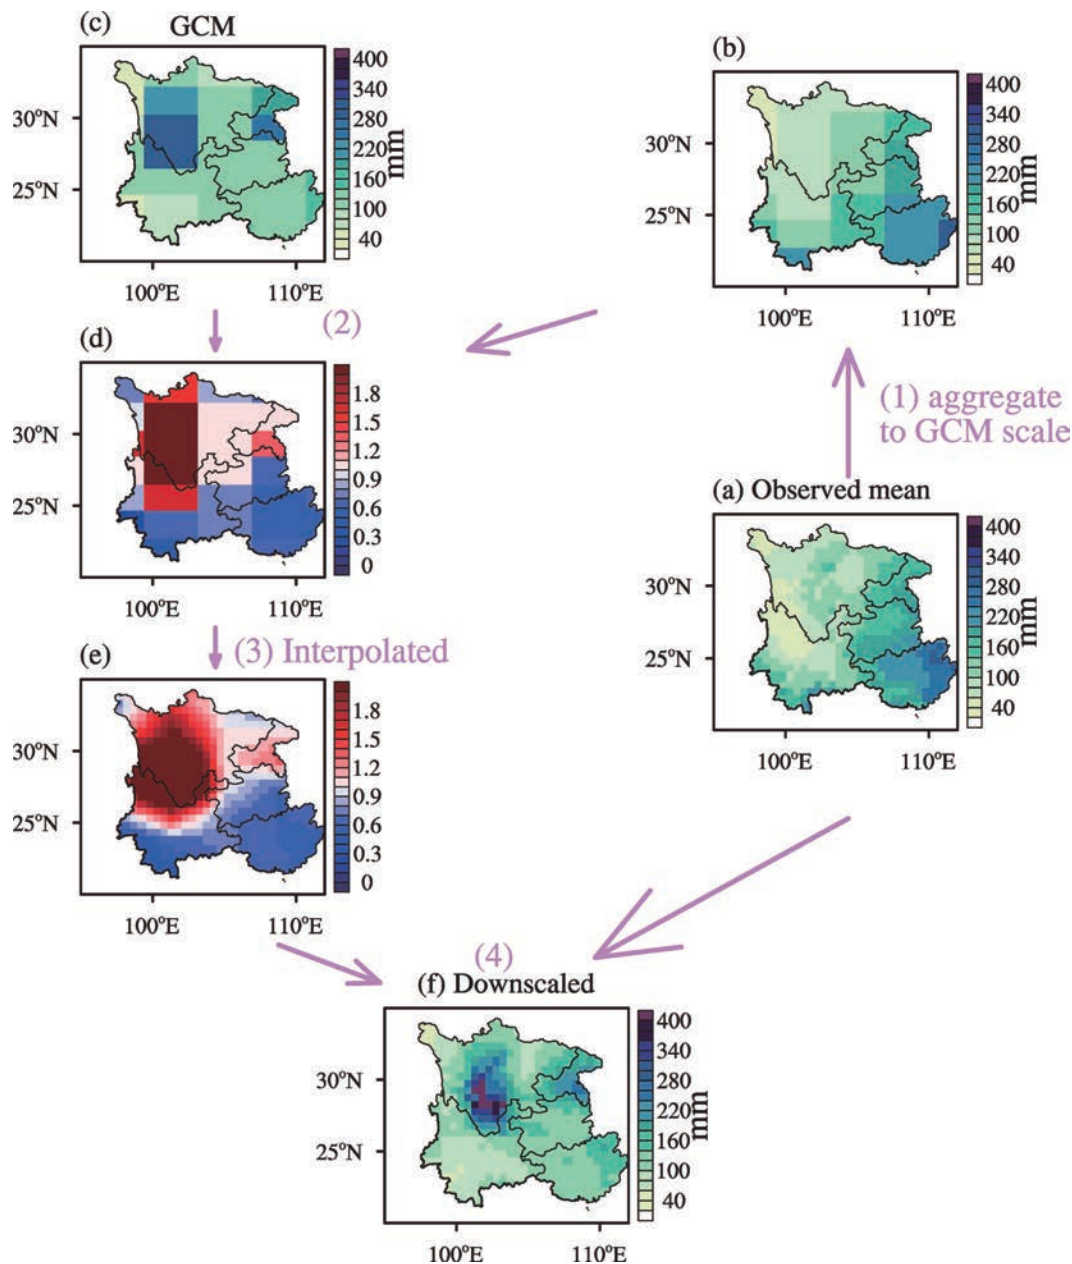 (c) GCM
400
340
280
220
160
100
40
mm
30°N
25°N
100°E 110°E
(b)
400
340
280
220
160
100
40
mm
30°N
25°N
100°E 110°E
(2)
(d)
1.8
1.5
1.2
0.9
0.6
0.3
0
30°N
25°N
100°E 110°E
(1) aggregate
to GCM scale
(a) Observed mean
400
340
280
220
160
100
40
mm
30°N
25°N
100°E 110°E
(3) Interpolated
(e)
1.8
1.5
1.2
0.9
0.6
0.3
0
30°N
25°N
100°E 110°E
(4)
(f) Downscaled
400
340
280
220
160
100
40
mm
30°N
25°N
100°E 110°E